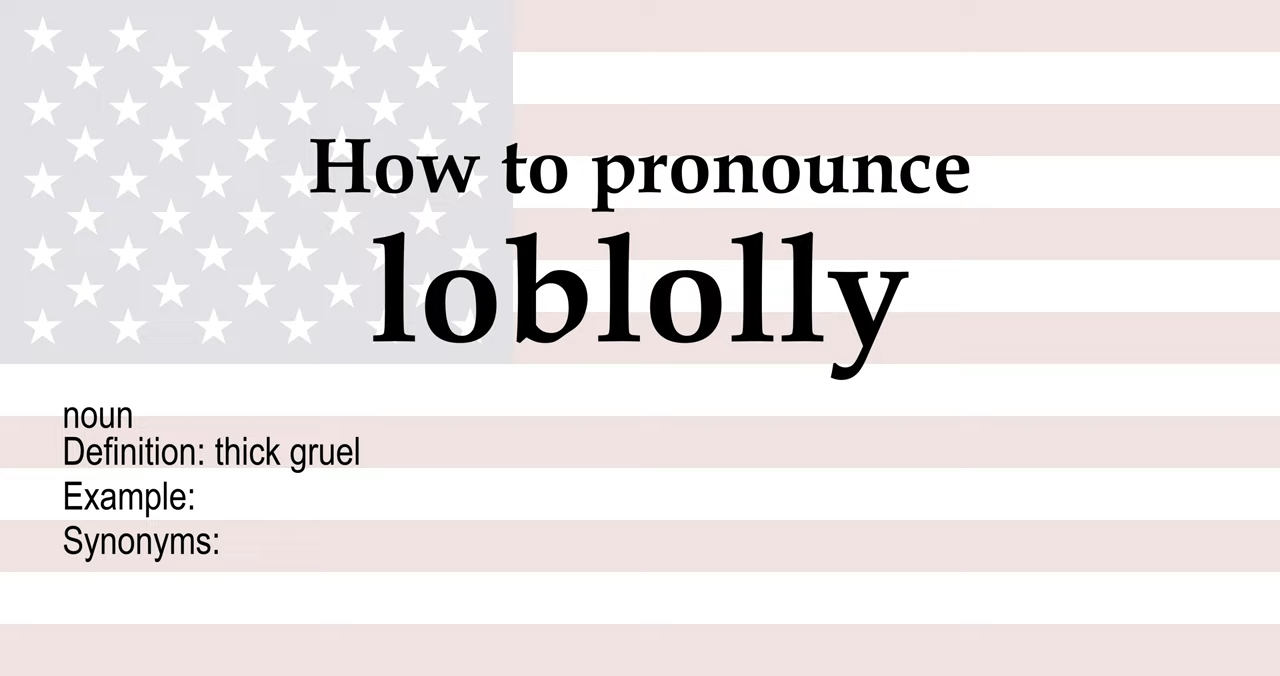 How to pronounce
loblolly
noun
Definition: thick gruel
Example:
Synonyms: